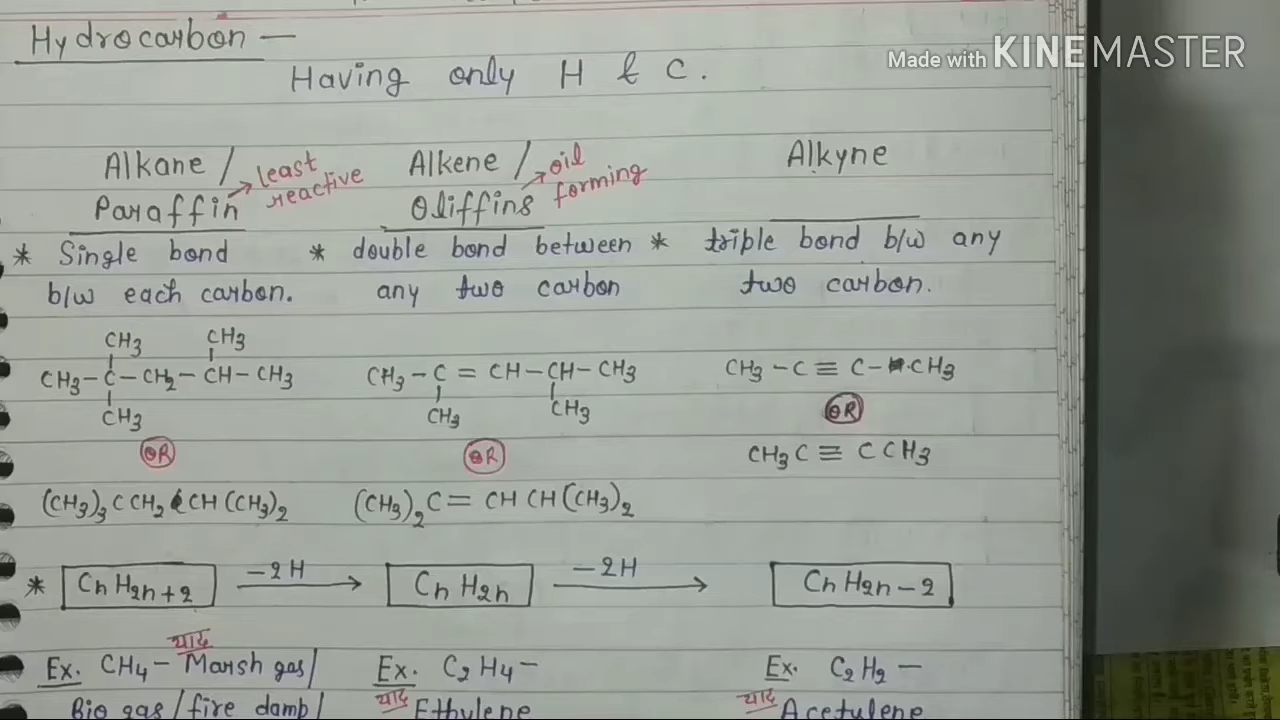 Hydrocarbon —
Made with KINEMASTER
Having only H & C.
Alkane / → least reactive
Paraffin
* Single bond
b/w each carbon.
CH3 CH3
CH3 – C – CH2 – CH – CH3
CH3
OR
(CH3)3 C CH2 CH (CH3)2
Alkene / → oil forming
Oliffins
* double bond between
any two carbon
CH3 – C = CH – CH – CH3
CH3 CH3
OR
(CH3)2 C = CH CH (CH3)2
Alkyne
* triple bond b/w any
two carbon.
CH3 – C ≡ C – CH3
OR
CH3 C ≡ C CH3
* CnH2n+2 —2H→ CnH2n —2H→ CnH2n-2
याद
Ex. CH4 – Marsh gas/
Bio gas / fire damp /
Ex. C2H4 –
याद Ethylene
Ex. C2H2 —
याद Acetylene